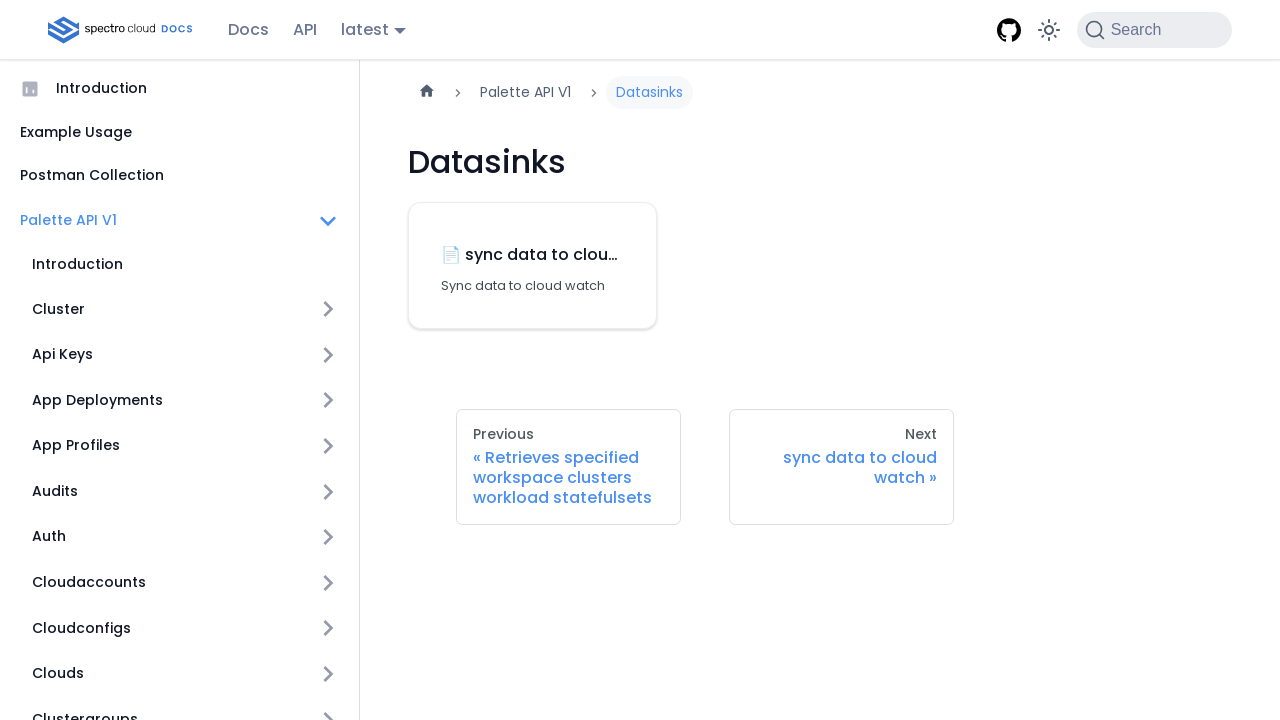 spectro cloud DOCS
Docs
API
latest
Search
Introduction
Example Usage
Postman Collection
Palette API V1
Introduction
Cluster
Api Keys
App Deployments
App Profiles
Audits
Auth
Cloudaccounts
Cloudconfigs
Clouds
Clustergroups
Palette API V1
Datasinks
Datasinks
sync data to clou...
Sync data to cloud watch
Previous
« Retrieves specified
workspace clusters
workload statefulsets
Next
sync data to cloud
watch »